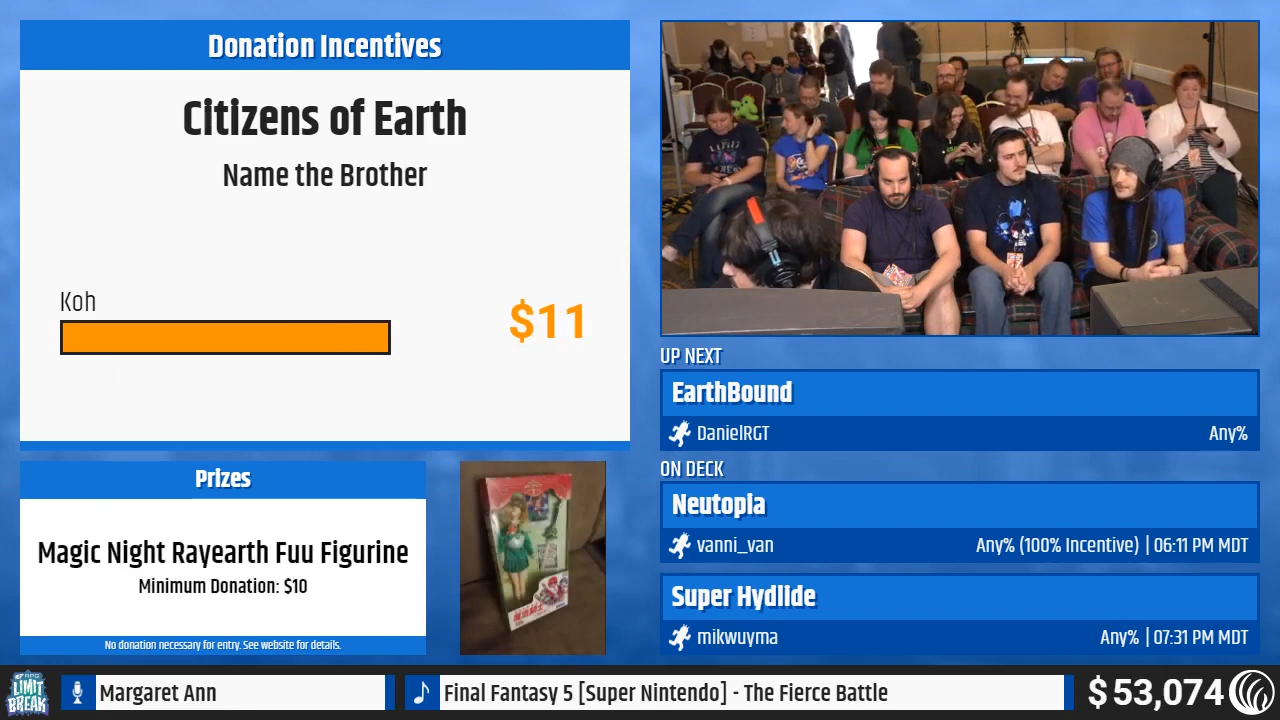 Donation Incentives
Citizens of Earth
Name the Brother
Koh
$11
Prizes
Magic Night Rayearth Fuu Figurine
Minimum Donation: $10
No donation necessary for entry. See website for details.
UP NEXT
EarthBound
DanielRGT Any%
ON DECK
Neutopia
vanni_van Any% (100% Incentive) | 06:11 PM MDT
Super Hydlide
mikwuyma Any% | 07:31 PM MDT
RPG
LIMIT
BREAK
Margaret Ann
Final Fantasy 5 [Super Nintendo] - The Fierce Battle
$53,074